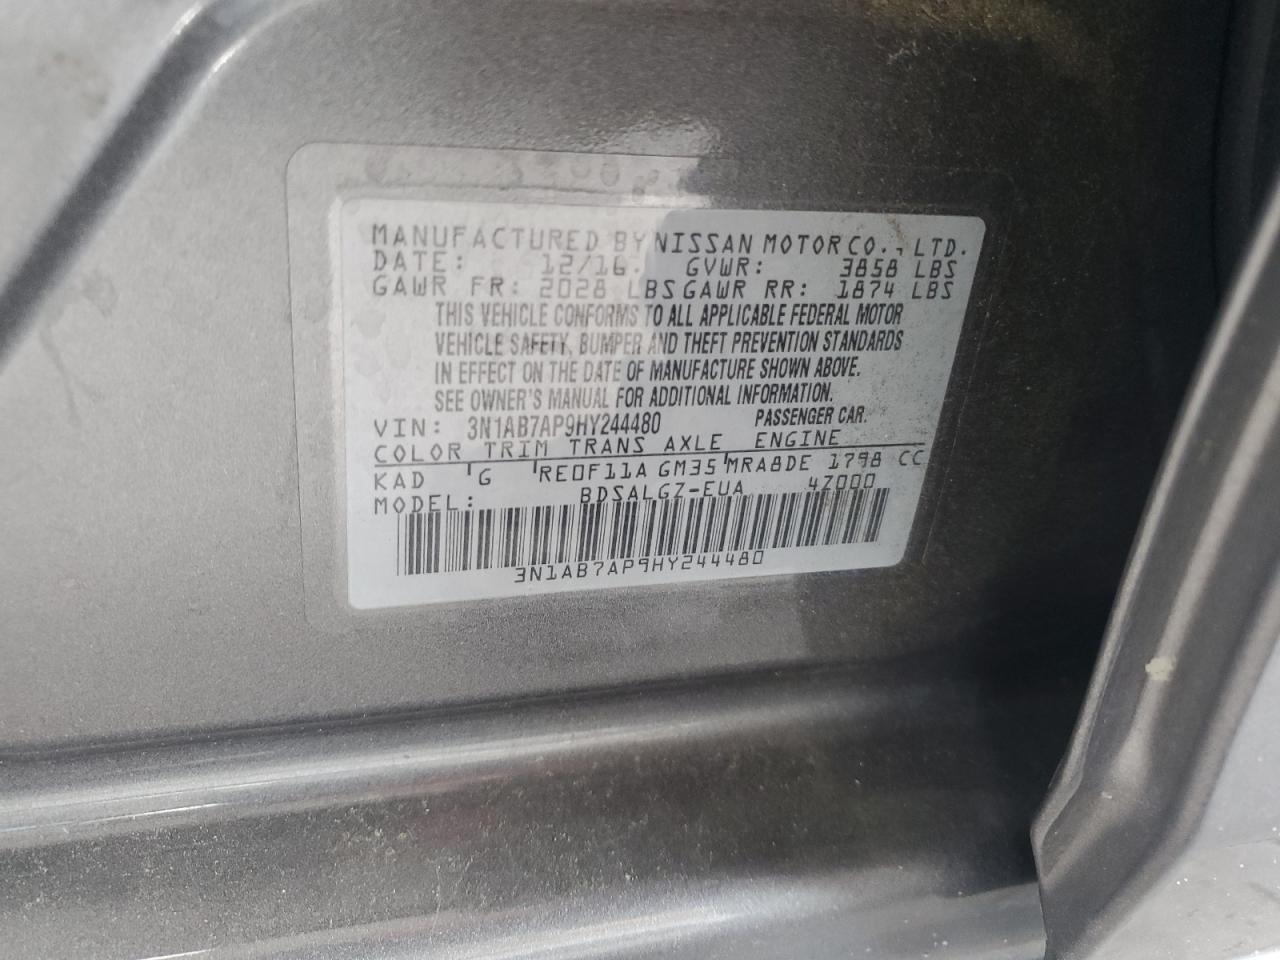 MANUFACTURED BY NISSAN MOTOR CO., LTD.
DATE: 12/16 GVWR: 3858 LBS
GAWR FR: 2028 LBS GAWR RR: 1874 LBS
THIS VEHICLE CONFORMS TO ALL APPLICABLE FEDERAL MOTOR
VEHICLE SAFETY, BUMPER AND THEFT PREVENTION STANDARDS
IN EFFECT ON THE DATE OF MANUFACTURE SHOWN ABOVE.
SEE OWNER'S MANUAL FOR ADDITIONAL INFORMATION.
VIN: 3N1AB7AP9HY244480 PASSENGER CAR.
COLOR TRIM TRANS AXLE ENGINE
KAD G RE0F11A GM35 MRA8DE 1798 CC
MODEL: BDSALGZ-EUA 4Z000
3N1AB7AP9HY244480